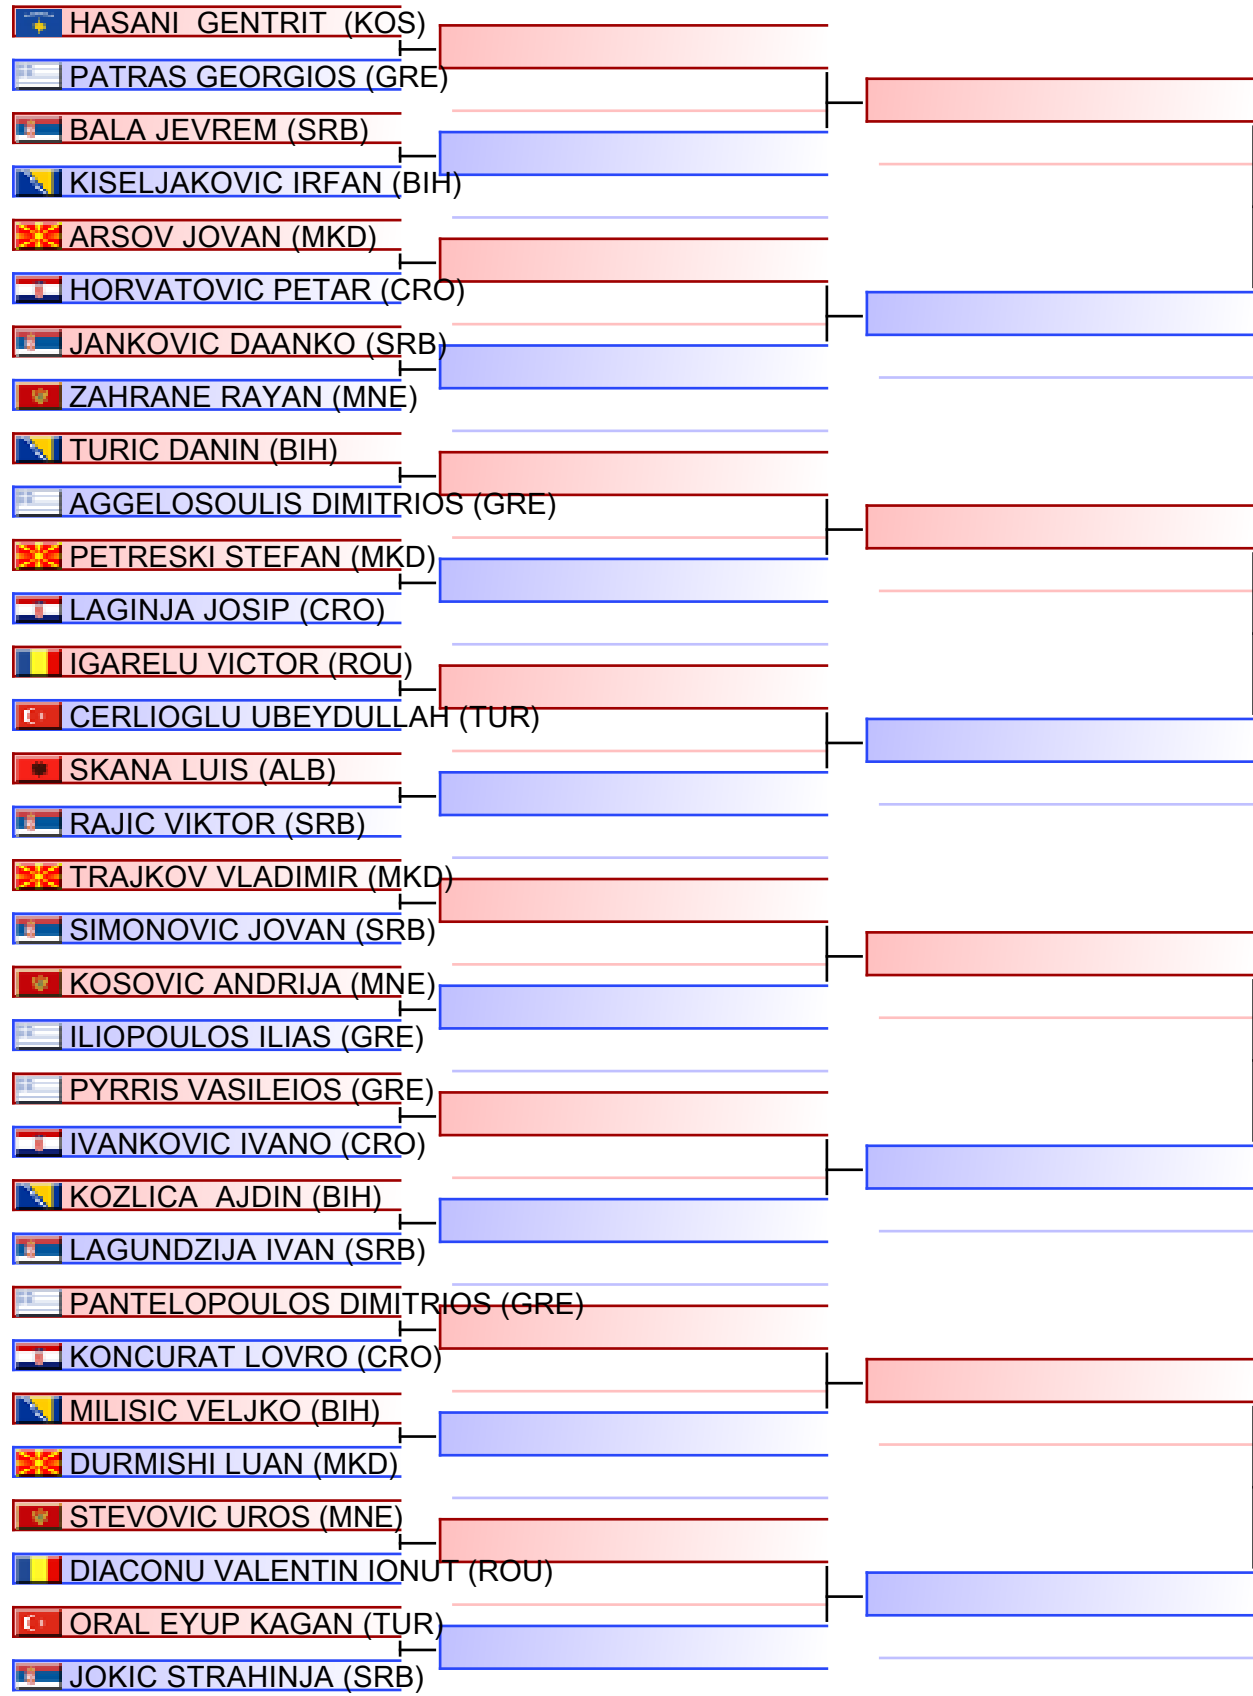 HASANI GENTRIT (KOS)
PATRAS GEORGIOS (GRE)
BALA JEVREM (SRB)
KISELJAKOVIC IRFAN (BIH)
ARSOV JOVAN (MKD)
HORVATOVIC PETAR (CRO)
JANKOVIC DAANKO (SRB)
ZAHRANE RAYAN (MNE)
TURIC DANIN (BIH)
AGGELOSOULIS DIMITRIOS (GRE)
PETRESKI STEFAN (MKD)
LAGINJA JOSIP (CRO)
IGARELU VICTOR (ROU)
CERLIOGLU UBEYDULLAH (TUR)
SKANA LUIS (ALB)
RAJIC VIKTOR (SRB)
TRAJKOV VLADIMIR (MKD)
SIMONOVIC JOVAN (SRB)
KOSOVIC ANDRIJA (MNE)
ILIOPOULOS ILIAS (GRE)
PYRRIS VASILEIOS (GRE)
IVANKOVIC IVANO (CRO)
KOZLICA AJDIN (BIH)
LAGUNDZIJA IVAN (SRB)
PANTELOPOULOS DIMITRIOS (GRE)
KONCURAT LOVRO (CRO)
MILISIC VELJKO (BIH)
DURMISHI LUAN (MKD)
STEVOVIC UROS (MNE)
DIACONU VALENTIN IONUT (ROU)
ORAL EYUP KAGAN (TUR)
JOKIC STRAHINJA (SRB)